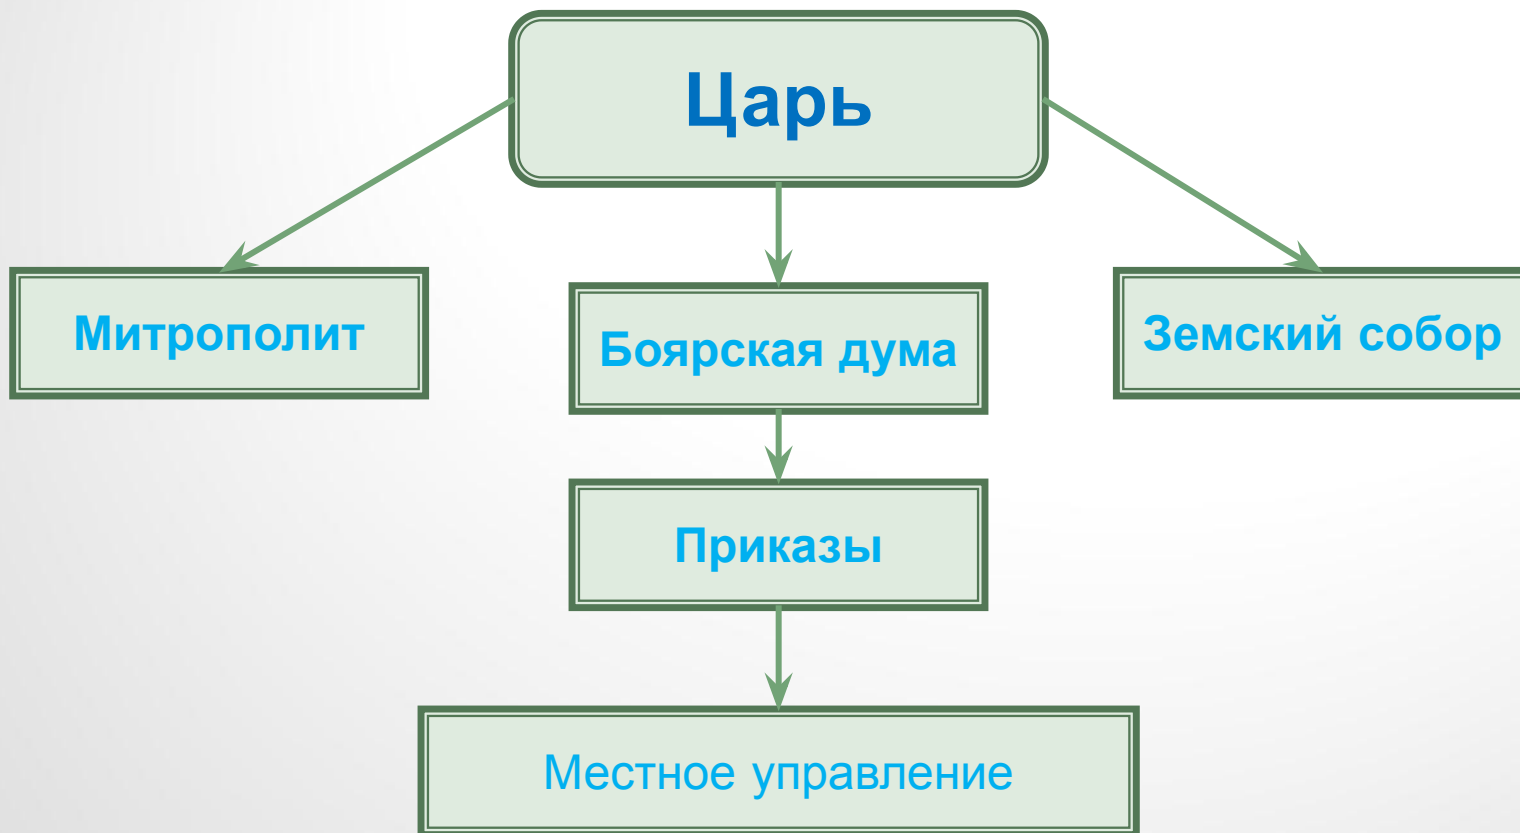 Царь
Митрополит
Боярская дума
Земский собор
Приказы
Местное управление